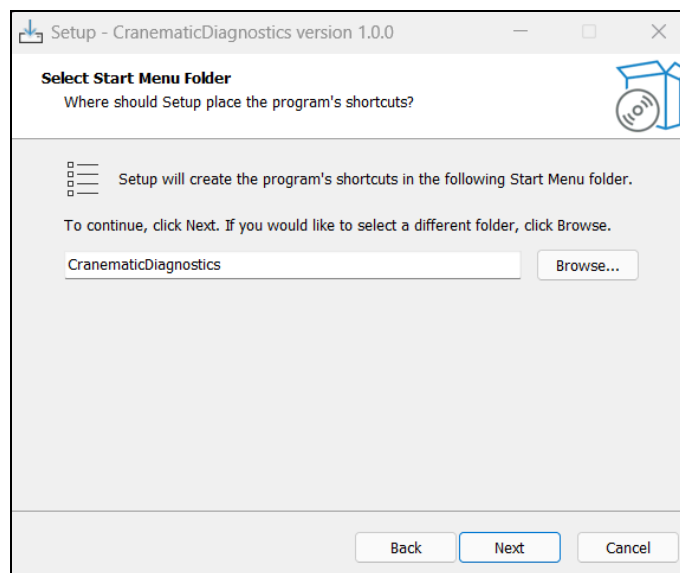 Setup - CranematicDiagnostics version 1.0.0
Select Start Menu Folder
Where should Setup place the program's shortcuts?
Setup will create the program's shortcuts in the following Start Menu folder.
To continue, click Next. If you would like to select a different folder, click Browse.
CranematicDiagnostics
Browse...
Back
Next
Cancel